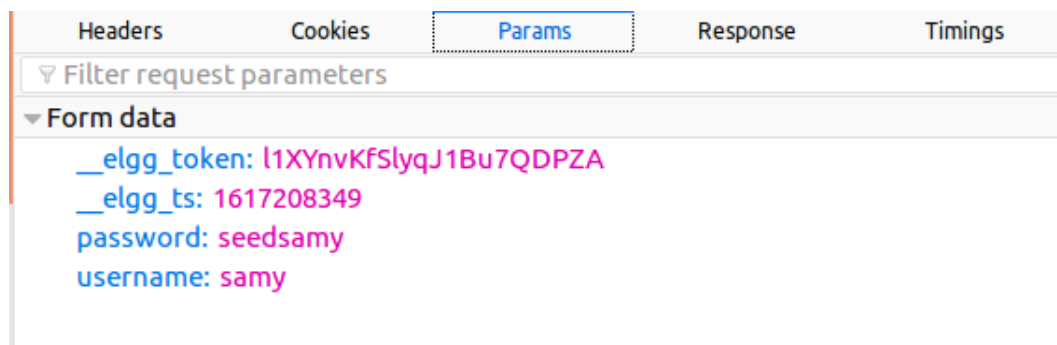 Headers Cookies Params Response Timings
Filter request parameters
Form data
__elgg_token: l1XYnvKfSlyqJ1Bu7QDPZA
__elgg_ts: 1617208349
password: seedsamy
username: samy